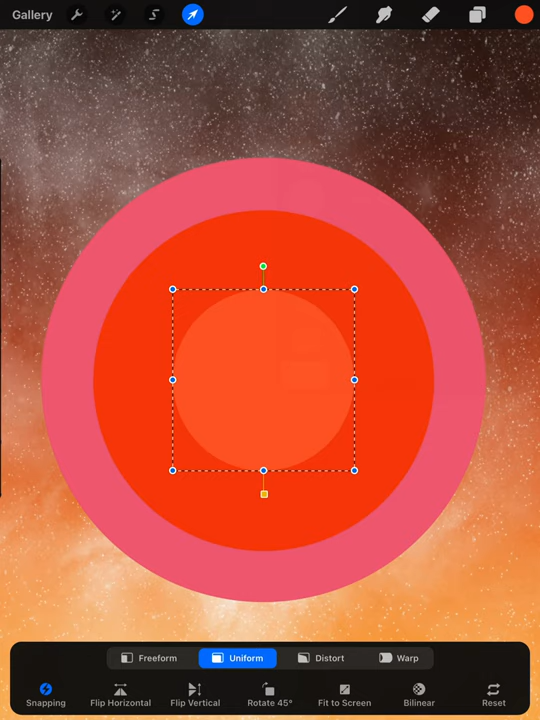 Gallery
Freeform Uniform Distort Warp
Snapping Flip Horizontal Flip Vertical Rotate 45° Fit to Screen Bilinear Reset